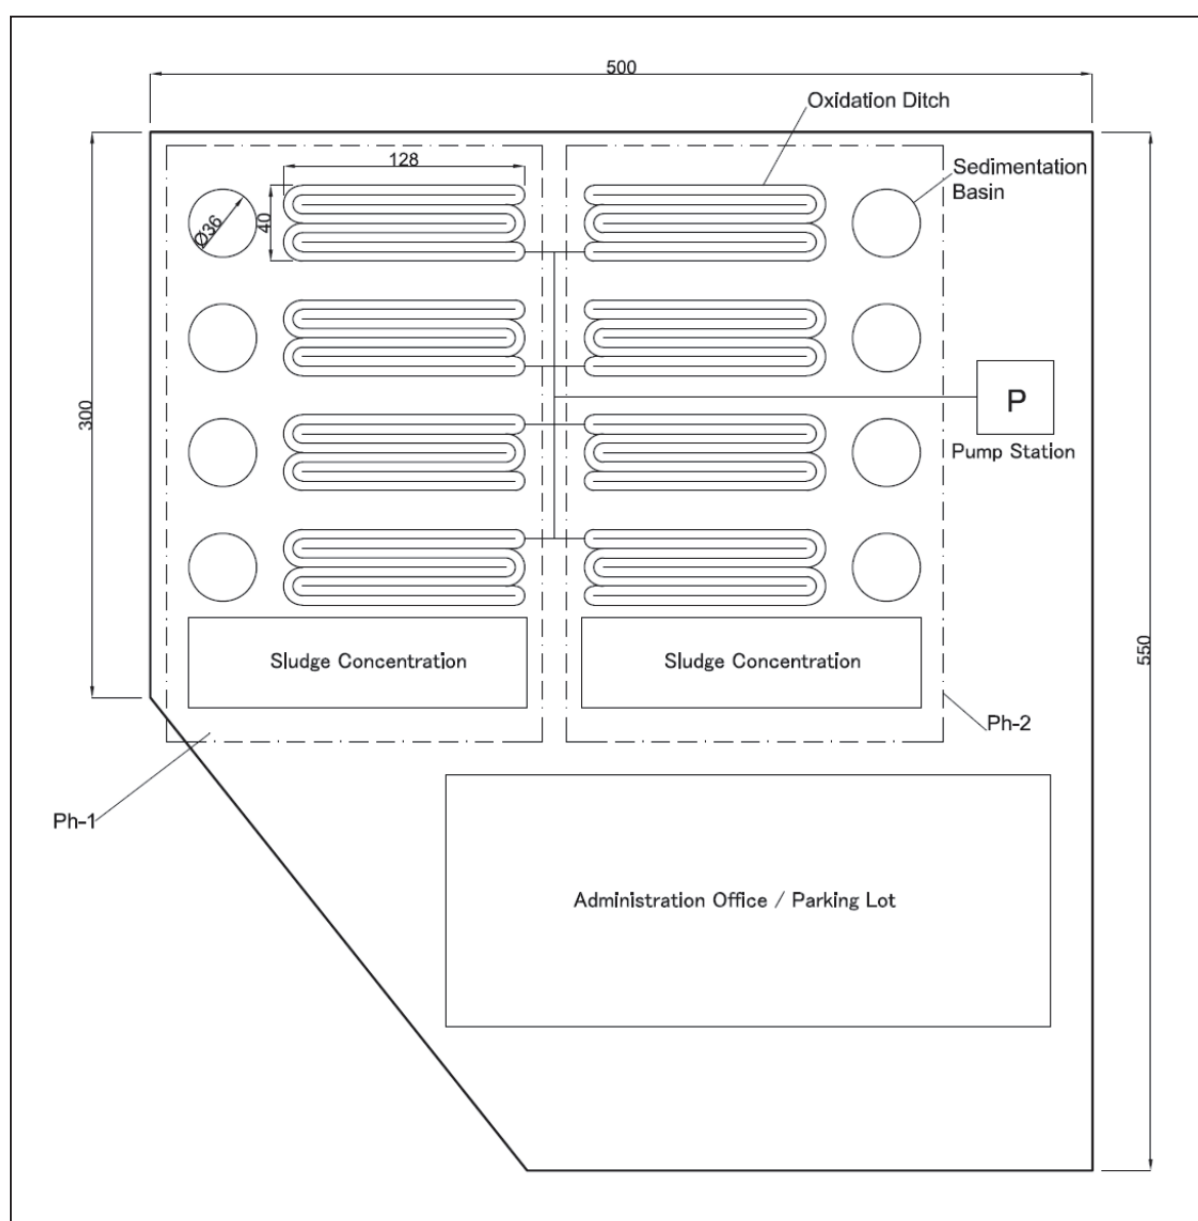 500
Oxidation Ditch
128
Sedimentation
Basin
Ø36
40
300
P
Pump Station
550
Sludge Concentration
Sludge Concentration
Ph-2
Ph-1
Administration Office / Parking Lot